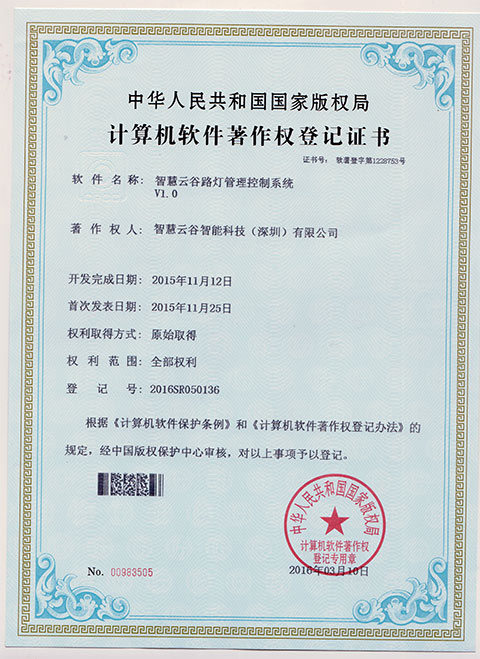 中华人民共和国国家版权局
计算机软件著作权登记证书
证书号： 软著登字第1228753号
软件名称： 智慧云谷路灯管理控制系统
V1.0
著作权人： 智慧云谷智能科技（深圳）有限公司
开发完成日期： 2015年11月12日
首次发表日期： 2015年11月25日
权利取得方式： 原始取得
权利范围： 全部权利
登记号： 2016SR050136
根据《计算机软件保护条例》和《计算机软件著作权登记办法》的
规定，经中国版权保护中心审核，对以上事项予以登记。
中华人民共和国国家版权局
计算机软件著作权
登记专用章
No. 00983505
2016年03月10日